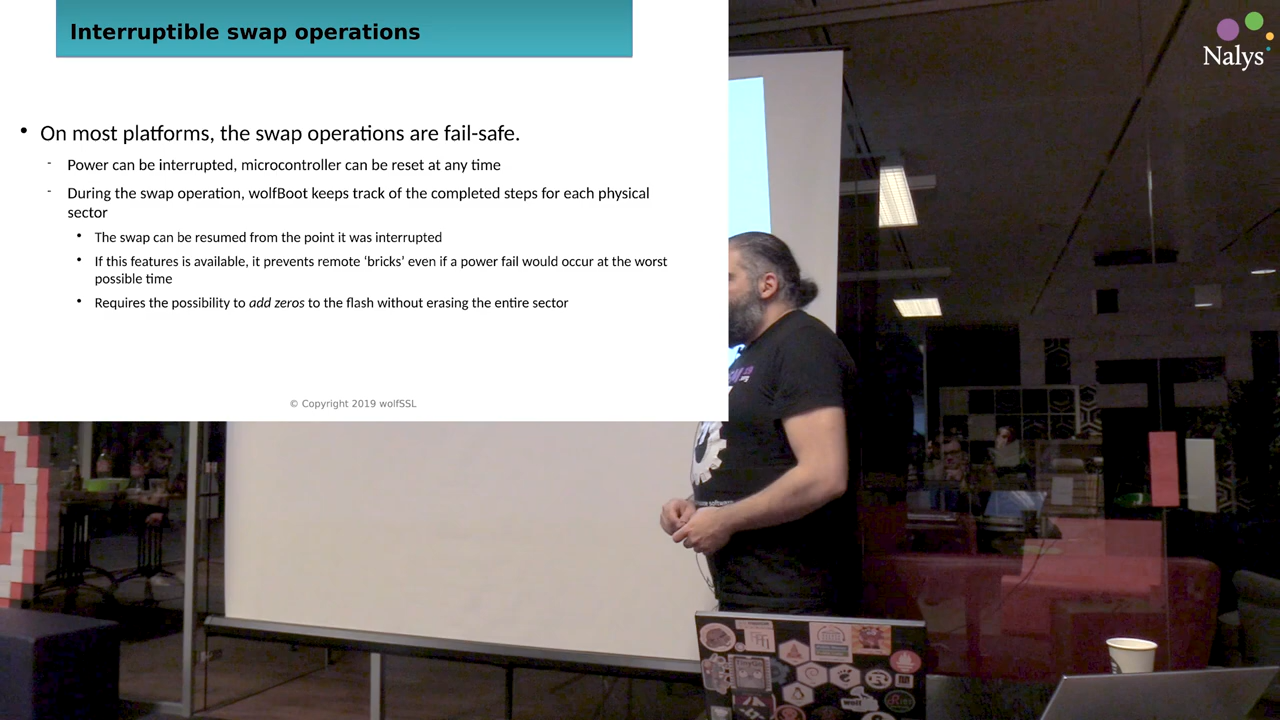 Interruptible swap operations
Nalys
• On most platforms, the swap operations are fail-safe.
- Power can be interrupted, microcontroller can be reset at any time
- During the swap operation, wolfBoot keeps track of the completed steps for each physical
sector
• The swap can be resumed from the point it was interrupted
• If this features is available, it prevents remote ‘bricks’ even if a power fail would occur at the worst
possible time
• Requires the possibility to add zeros to the flash without erasing the entire sector
© Copyright 2019 wolfSSL